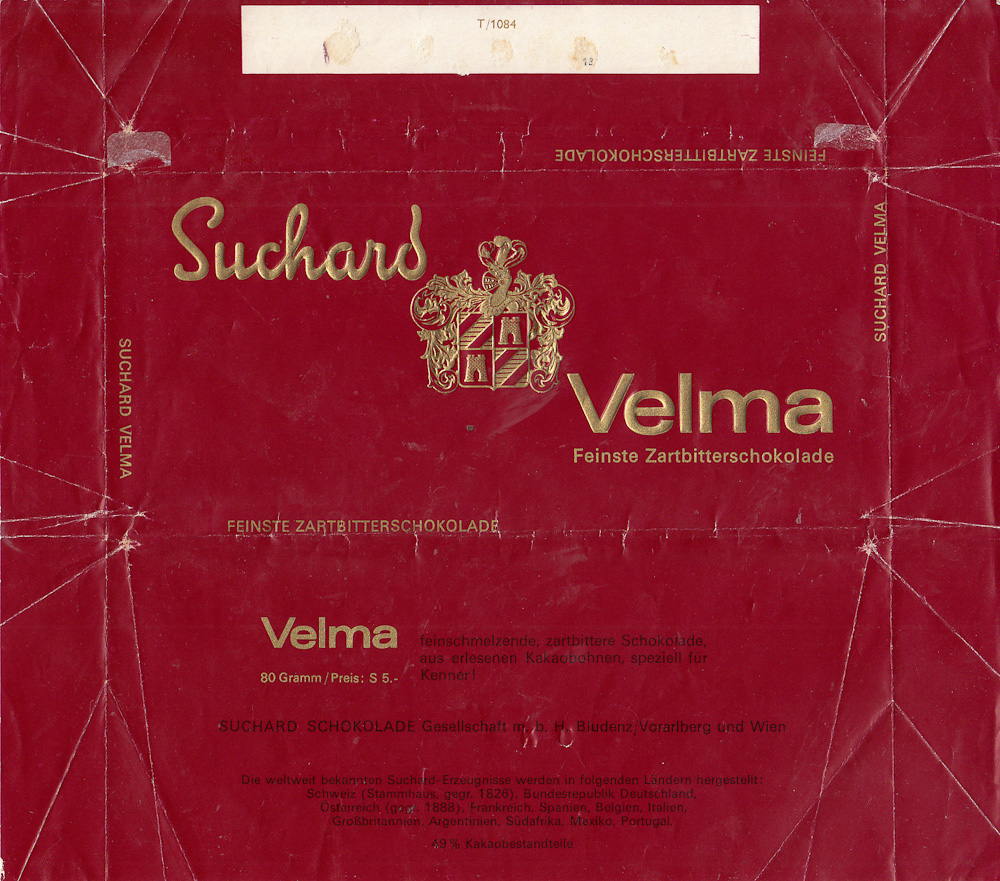 T/1084
12
FEINSTE ZARTBITTERSCHOKOLADE
Suchard
SUCHARD VELMA
SUCHARD VELMA
Velma
Feinste Zartbitterschokolade
FEINSTE ZARTBITTERSCHOKOLADE
Velma
80 Gramm/Preis: S 5.-
feinschmelzende, zartbittere Schokolade,
aus erlesenen Kakaobohnen, speziell für
Kenner!
SUCHARD SCHOKOLADE Gesellschaft m. b. H. Bludenz, Vorarlberg und Wien
Die weltweit bekannten Suchard-Erzeugnisse werden in folgenden Ländern hergestellt:
Schweiz (Stammhaus, gegr. 1826), Bundesrepublik Deutschland,
Österreich (gegr. 1888), Frankreich, Spanien, Belgien, Italien,
Großbritannien, Argentinien, Südafrika, Mexiko, Portugal.
49 % Kakaobestandteile